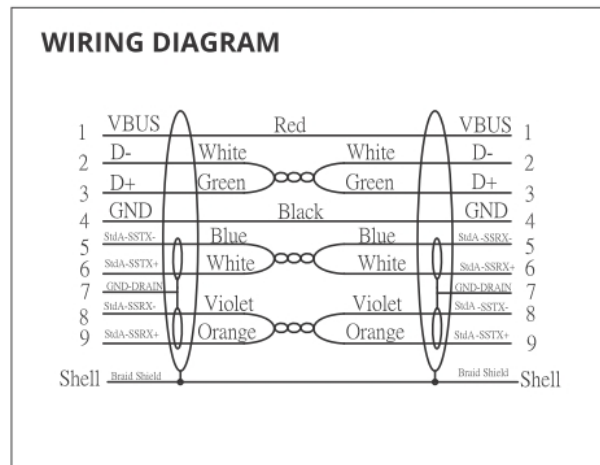 WIRING DIAGRAM
1 VBUS Red VBUS 1
2 D- White White D- 2
3 D+ Green Green D+ 3
4 GND Black GND 4
5 StdA-SSTX- Blue Blue StdA-SSRX- 5
6 StdA-SSTX+ White White StdA-SSRX+ 6
7 GND-DRAIN GND-DRAIN 7
8 StdA-SSRX- Violet Violet StdA-SSTX- 8
9 StdA-SSRX+ Orange Orange StdA-SSTX+ 9
Shell Braid Shield Braid Shield Shell